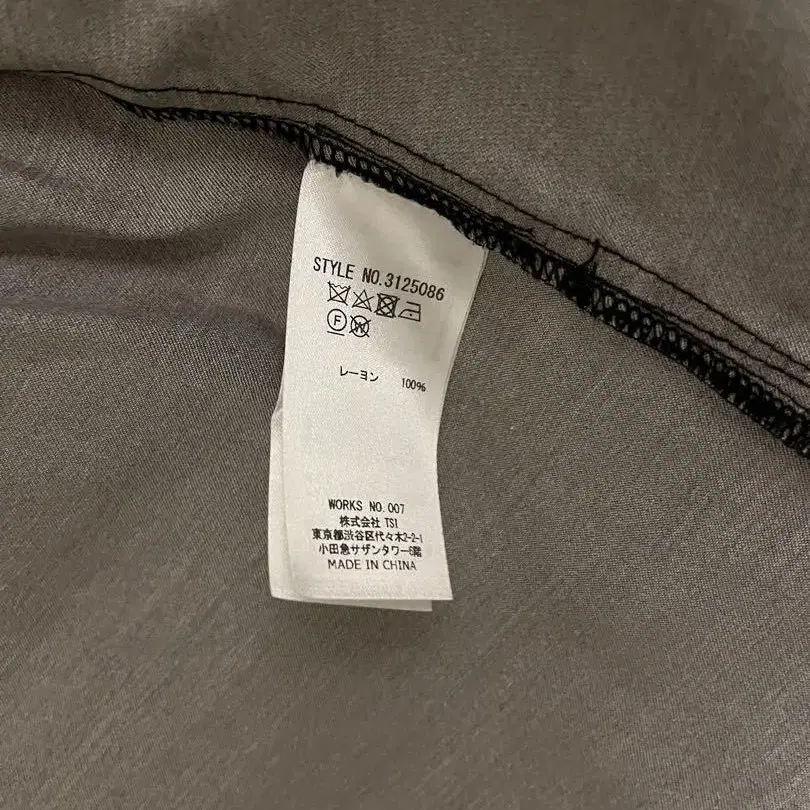 STYLE NO.3125086
F W
レーヨン 100%
WORKS NO.007
株式会社 TSI
東京都渋谷区代々木2-2-1
小田急サザンタワー6階
MADE IN CHINA